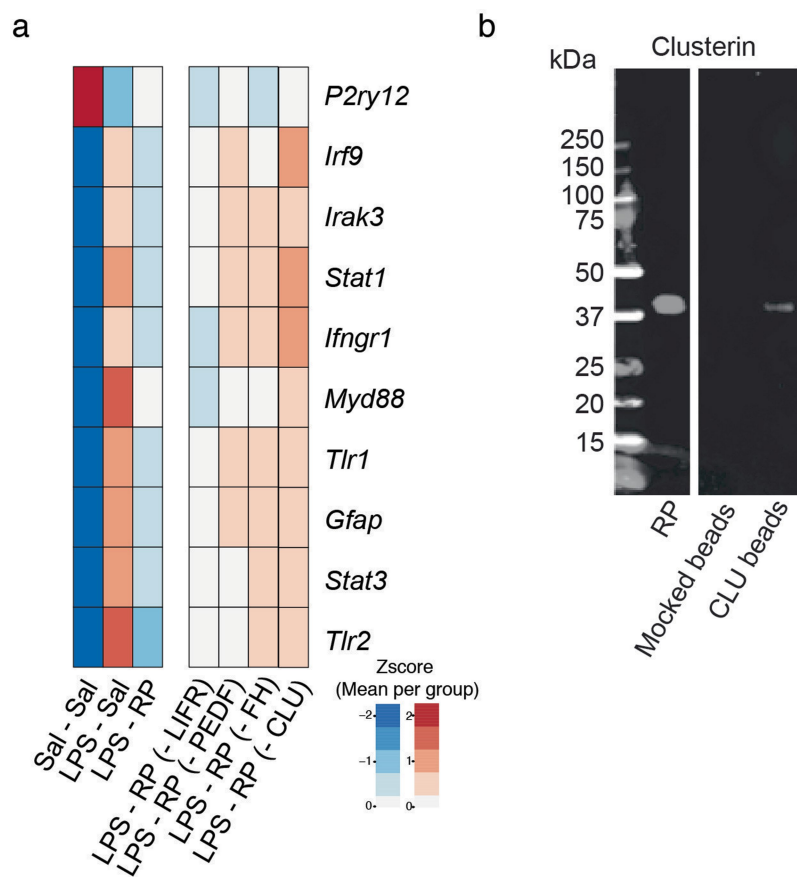 a
P2ry12
Irf9
Irak3
Stat1
Ifngr1
Myd88
Tlr1
Gfap
Stat3
Tlr2
Sal - Sal
LPS - Sal
LPS - RP
LPS - RP (- LIFR)
LPS - RP (- PEDF)
LPS - RP (- FH)
LPS - RP (- CLU)
Zscore
(Mean per group)
-2 2
-1 1
0 0
b
Clusterin
kDa
250
150
100
75
50
37
25
20
15
RP
Mocked beads
CLU beads